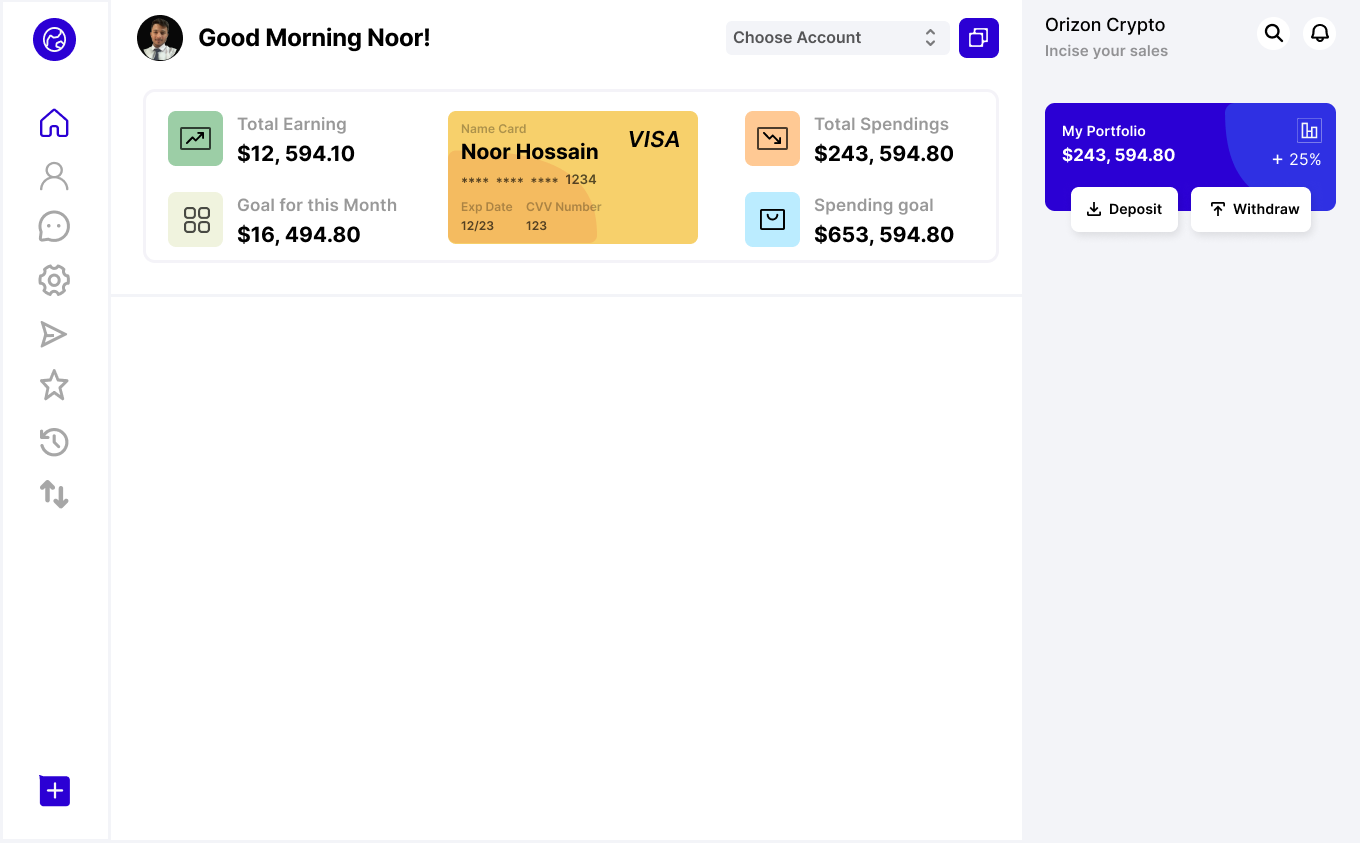 Good Morning Noor!
Choose Account
Orizon Crypto
Incise your sales
Total Earning
$12, 594.10
Goal for this Month
$16, 494.80
Name Card
Noor Hossain
VISA
**** **** **** 1234
Exp Date CVV Number
12/23 123
Total Spendings
$243, 594.80
Spending goal
$653, 594.80
My Portfolio
$243, 594.80
+ 25%
Deposit
Withdraw